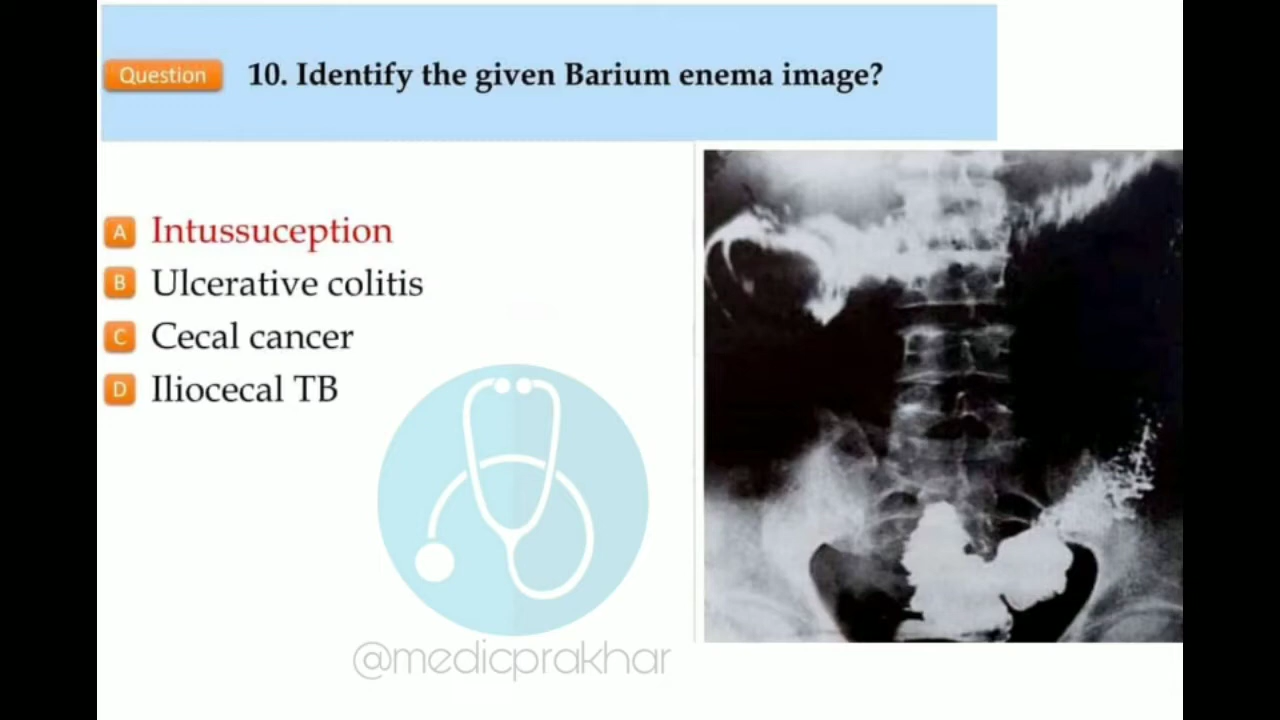 Question 10. Identify the given Barium enema image?
A Intussuception
B Ulcerative colitis
C Cecal cancer
D Iliocecal TB
@medicprakhar